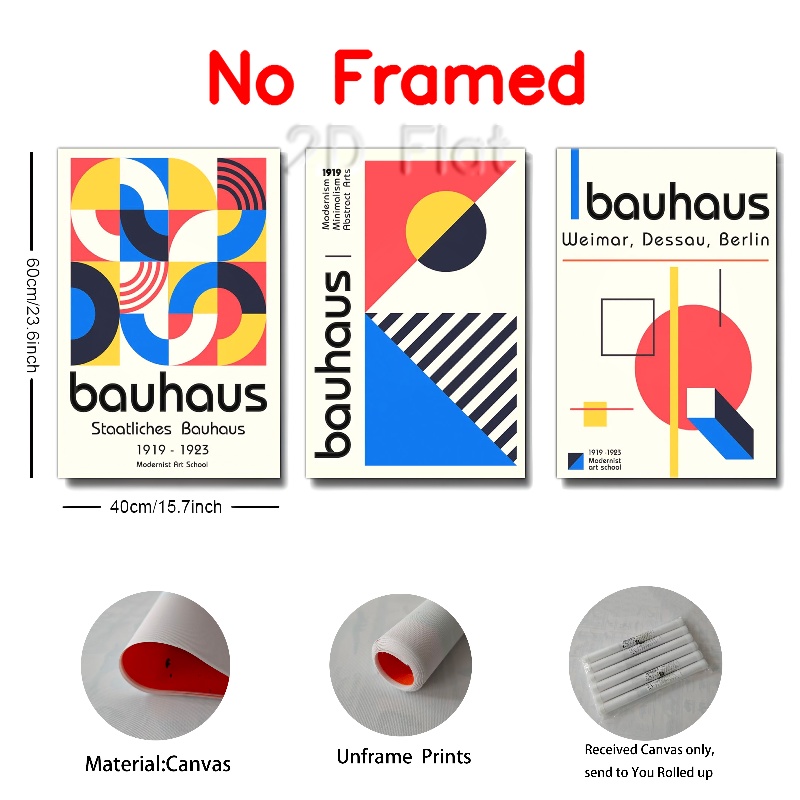 No Framed
2D Flat
60cm/23.6inch
40cm/15.7inch
bauhaus
Staatliches Bauhaus
1919 - 1923
Modernist Art School
1919
Modernism
Minimalism
Abstract Arts
bauhaus |
bauhaus
Weimar, Dessau, Berlin
1919 -1923
Modernist
art school
Material:Canvas
Unframe Prints
Received Canvas only,
send to You Rolled up